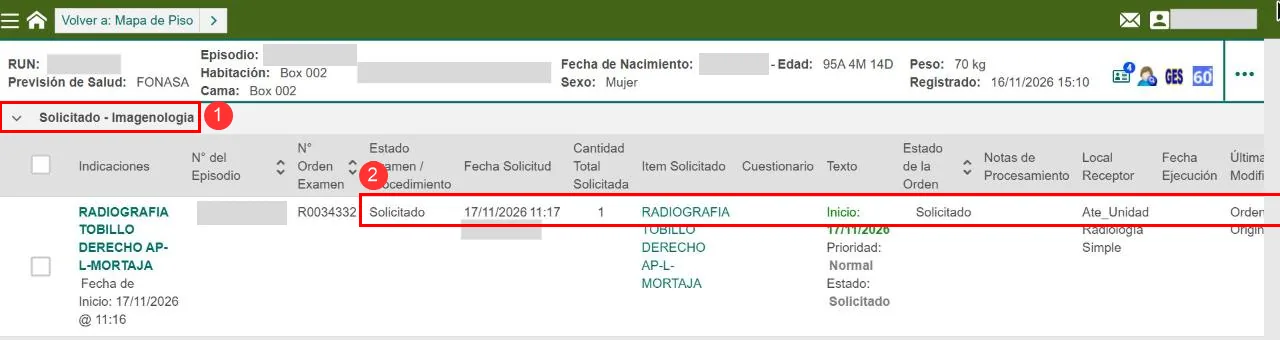 Volver a: Mapa de Piso
RUN:
Previsión de Salud: FONASA
Episodio:
Habitación: Box 002
Cama: Box 002
Fecha de Nacimiento: - Edad: 95A 4M 14D
Sexo: Mujer
Peso: 70 kg
Registrado: 16/11/2026 15:10
4
GES
60
Solicitado - Imagenologia
1
Indicaciones
N° del
Episodio
N°
Orden
Examen
Estado
Examen /
Procedimiento
Fecha Solicitud
Cantidad
Total
Solicitada
Item Solicitado
Cuestionario
Texto
Estado
de la
Orden
Notas de
Procesamiento
Local
Receptor
Fecha
Ejecución
Última
Modifi
2
RADIOGRAFIA
TOBILLO
DERECHO AP-
L-MORTAJA
Fecha de
Inicio: 17/11/2026
@ 11:16
R0034332
Solicitado
17/11/2026 11:17
1
RADIOGRAFIA
TOBILLO
DERECHO
AP-L-
MORTAJA
Inicio:
17/11/2026
Prioridad:
Normal
Estado:
Solicitado
Solicitado
Ate_Unidad
Radiología
Simple
Orden
Origin